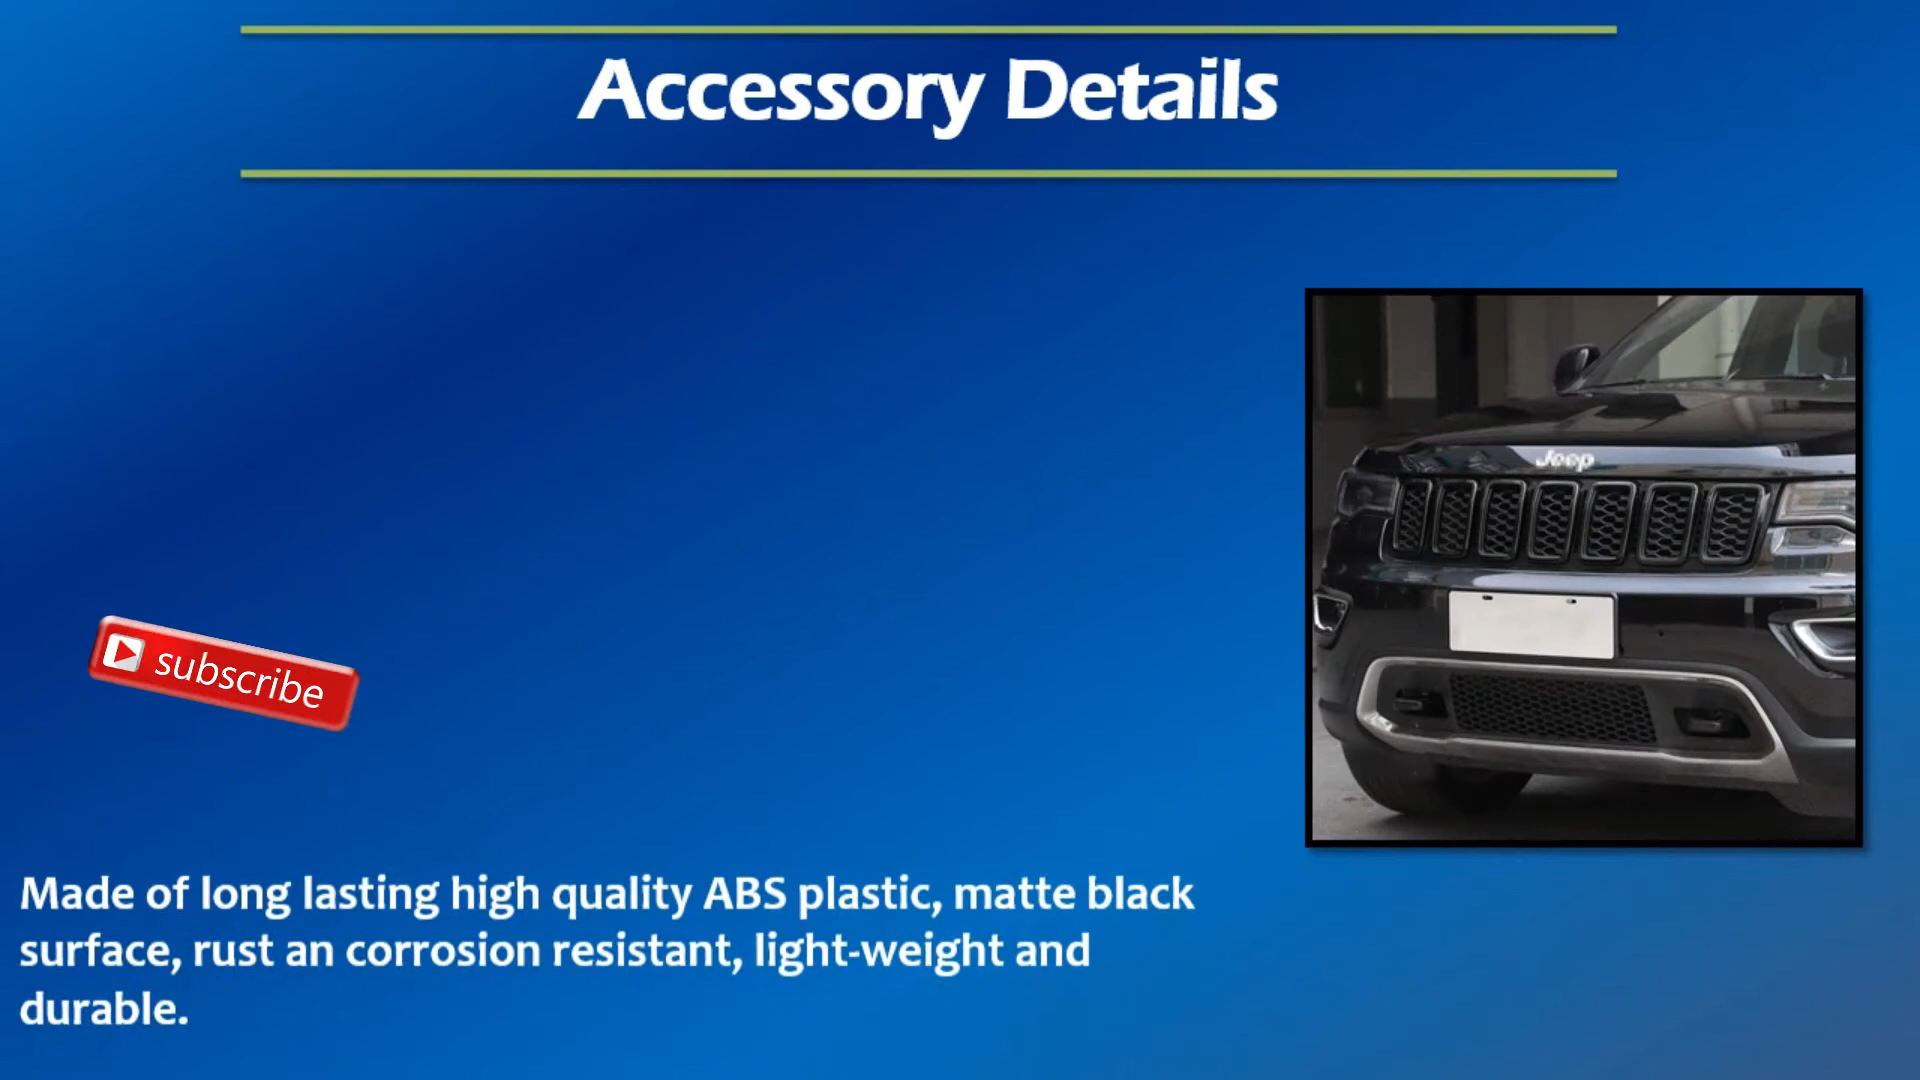 Accessory Details
Jeep
subscribe
Made of long lasting high quality ABS plastic, matte black
surface, rust an corrosion resistant, light-weight and
durable.